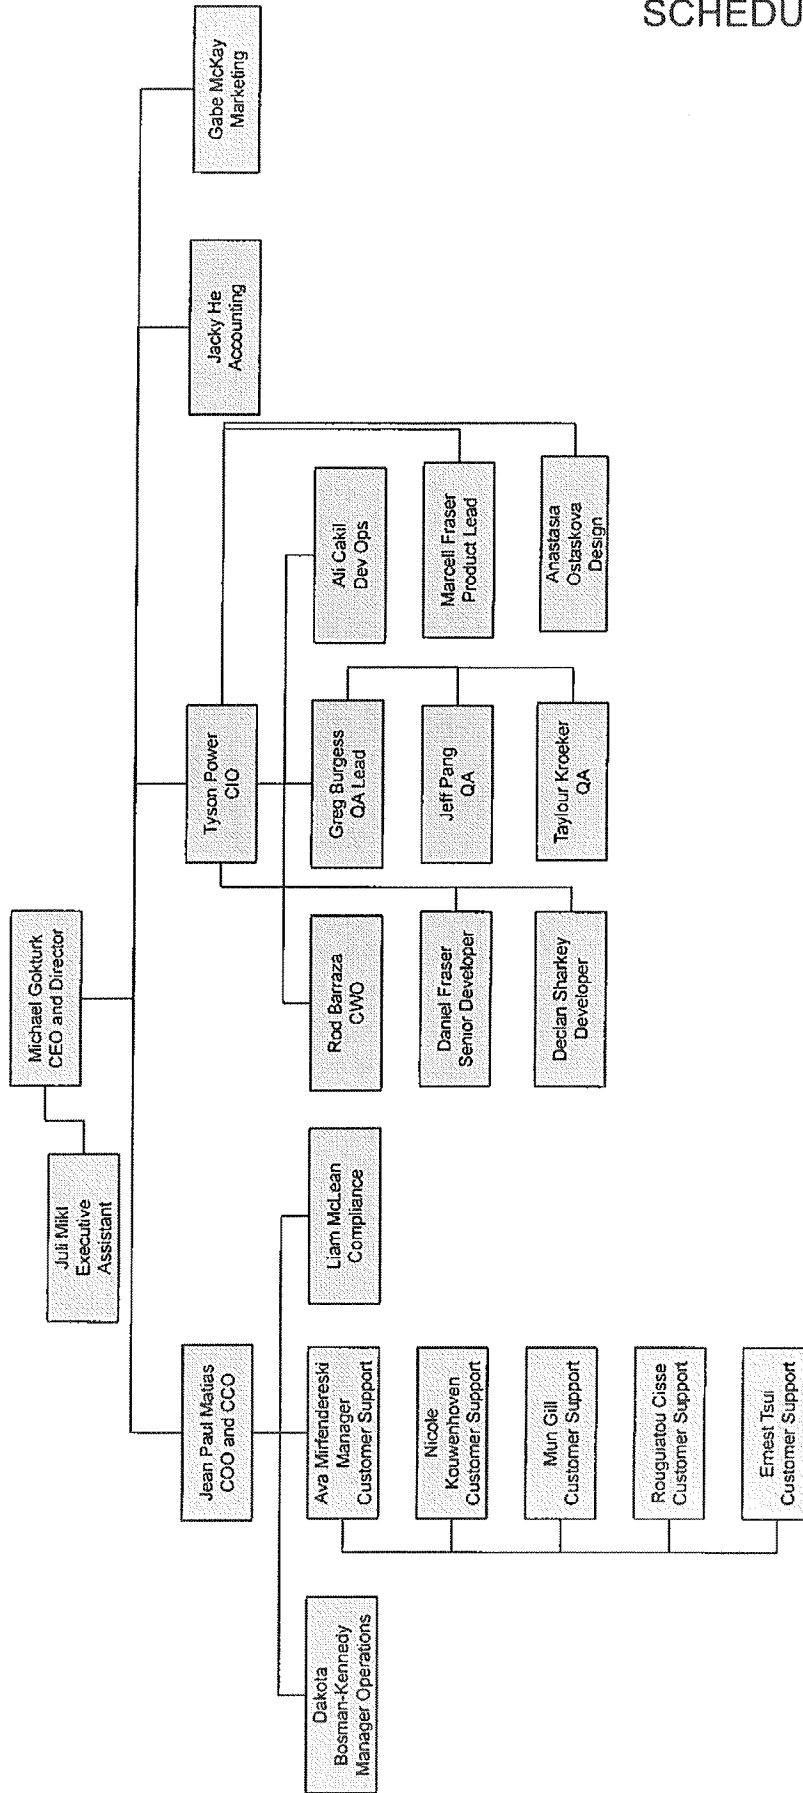 SCHEDU
Michael Gokturk
CEO and Director
Juli Miki
Executive
Assistant
Jean Paul Matias
COO and CCO
Tyson Power
CIO
Jacky He
Accounting
Gabe McKay
Marketing
Dakota
Bosman-Kennedy
Manager Operations
Ava Mirfendereski
Manager
Customer Support
Liam McLean
Compliance
Rod Barraza
CWO
Greg Burgess
QA Lead
Ali Cakil
Dev Ops
Nicole
Kouwenhoven
Customer Support
Daniel Fraser
Senior Developer
Jeff Pang
QA
Marcell Fraser
Product Lead
Mun Gill
Customer Support
Declan Sharkey
Developer
Taylour Kroeker
QA
Anastasia
Ostaskova
Design
Rouguiatou Cisse
Customer Support
Ernest Tsui
Customer Support